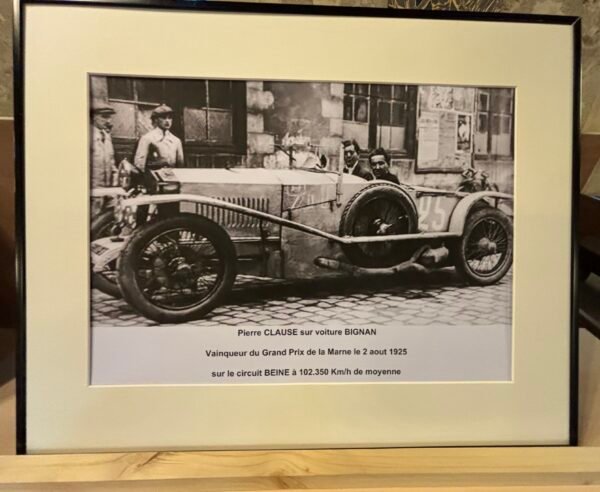 25
Pierre CLAUSE sur voiture BIGNAN
Vainqueur du Grand Prix de la Marne le 2 aout 1925
sur le circuit BEINE à 102.350 Km/h de moyenne